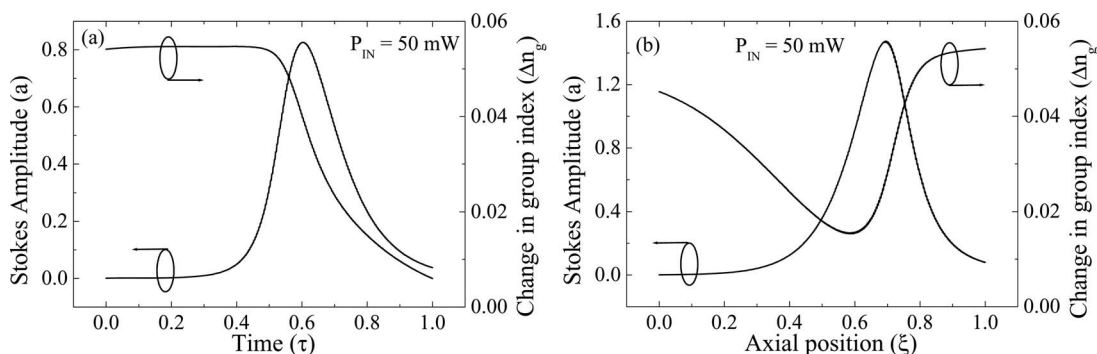 (a)
P_IN = 50 mW
Stokes Amplitude (a)
0.8
0.6
0.4
0.2
0.0
0.06
0.04
0.02
0.00
Change in group index (Δn_g)
0.0 0.2 0.4 0.6 0.8 1.0
Time (τ)
(b)
P_IN = 50 mW
Stokes Amplitude (a)
1.6
1.2
0.8
0.4
0.0
0.06
0.04
0.02
0.00
Change in group index (Δn_g)
0.0 0.2 0.4 0.6 0.8 1.0
Axial position (ξ)